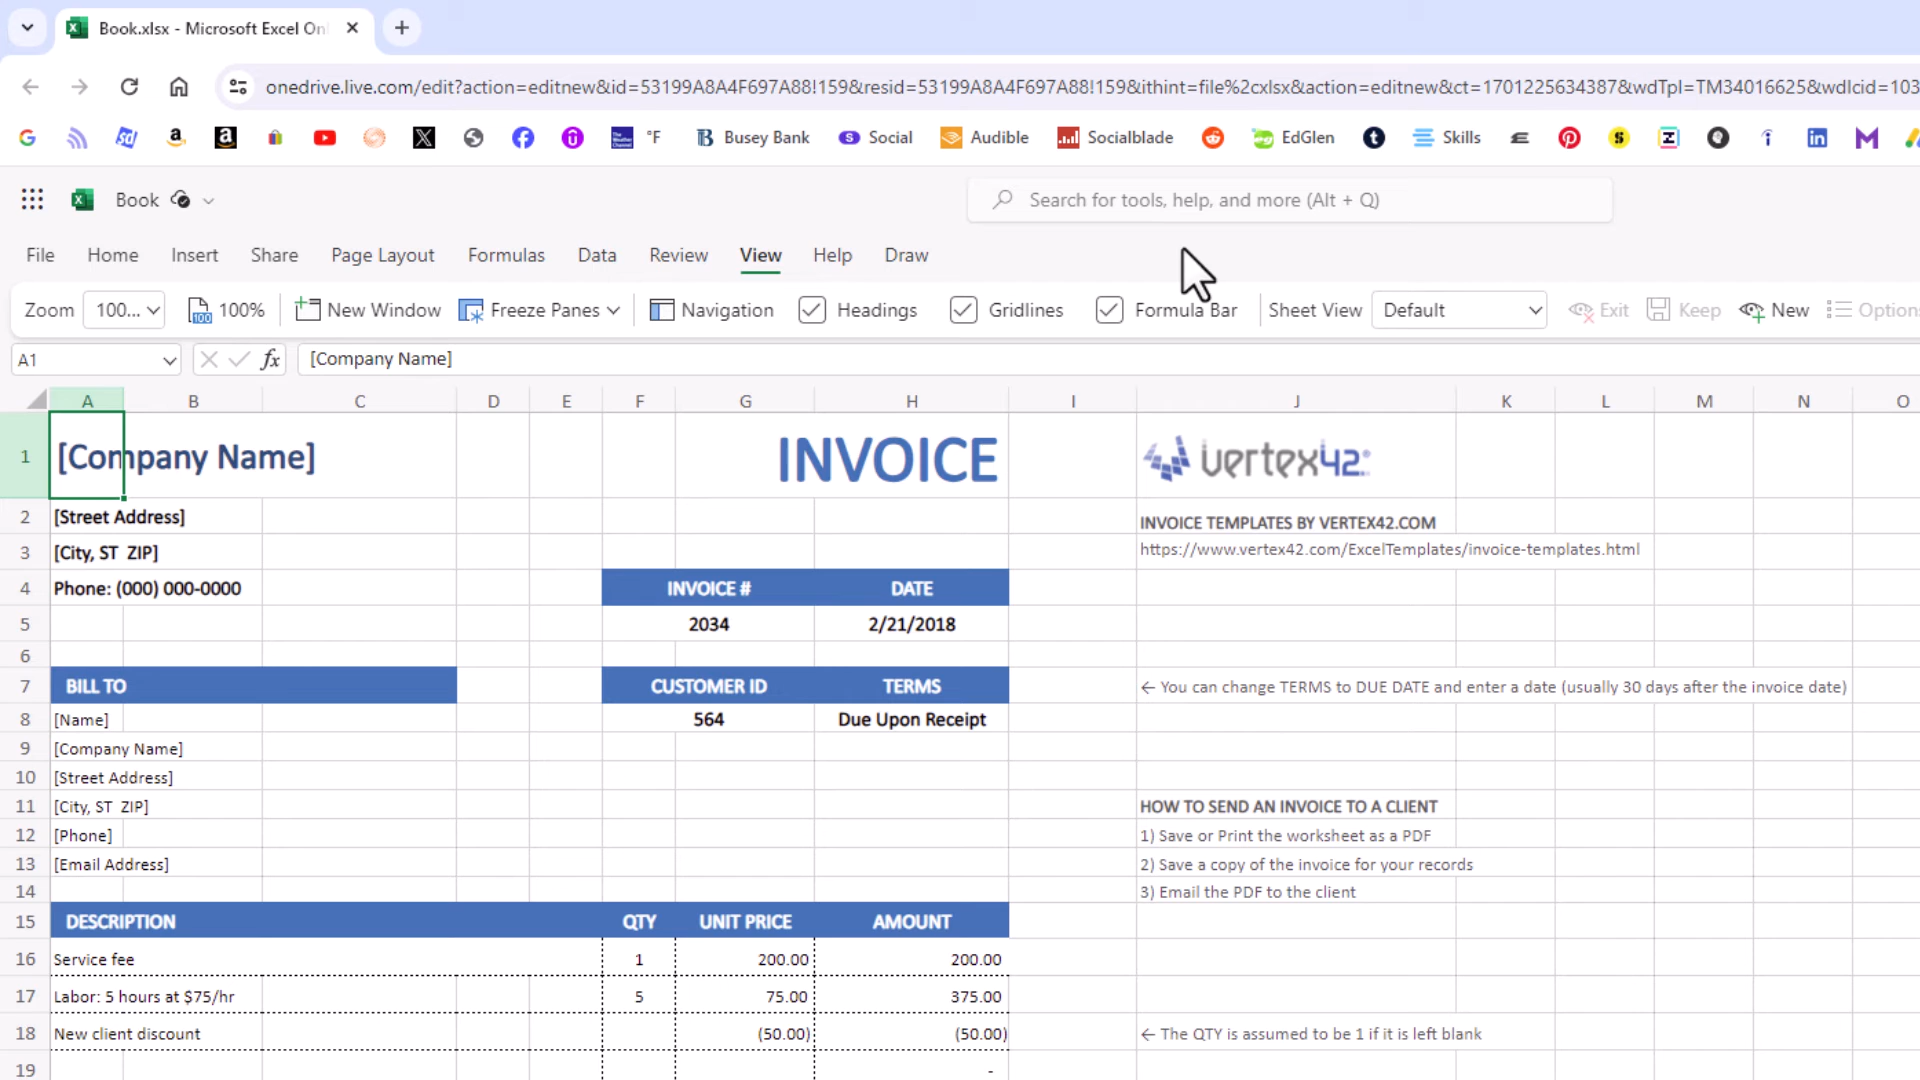 Book.xlsx - Microsoft Excel Onl
onedrive.live.com/edit?action=editnew&id=53199A8A4F697A88!159&resid=53199A8A4F697A88!159&ithint=file%2cxlsx&action=editnew&ct=1701225634387&wdTpl=TM34016625&wdlcid=103
°F Busey Bank Social Audible Socialblade EdGlen Skills
Book Search for tools, help, and more (Alt + Q)
File Home Insert Share Page Layout Formulas Data Review View Help Draw
Zoom 100... 100% New Window Freeze Panes Navigation Headings Gridlines Formula Bar Sheet View Default Exit Keep New Options
A1 fx [Company Name]
A B C D E F G H I J K L M N O
1 [Company Name] INVOICE vertex42
2 [Street Address] INVOICE TEMPLATES BY VERTEX42.COM
3 [City, ST ZIP] https://www.vertex42.com/ExcelTemplates/invoice-templates.html
4 Phone: (000) 000-0000 INVOICE # DATE
5 2034 2/21/2018
6
7 BILL TO CUSTOMER ID TERMS ← You can change TERMS to DUE DATE and enter a date (usually 30 days after the invoice date)
8 [Name] 564 Due Upon Receipt
9 [Company Name]
10 [Street Address]
11 [City, ST ZIP] HOW TO SEND AN INVOICE TO A CLIENT
12 [Phone] 1) Save or Print the worksheet as a PDF
13 [Email Address] 2) Save a copy of the invoice for your records
14 3) Email the PDF to the client
15 DESCRIPTION QTY UNIT PRICE AMOUNT
16 Service fee 1 200.00 200.00
17 Labor: 5 hours at $75/hr 5 75.00 375.00
18 New client discount (50.00) (50.00) ← The QTY is assumed to be 1 if it is left blank
19 -